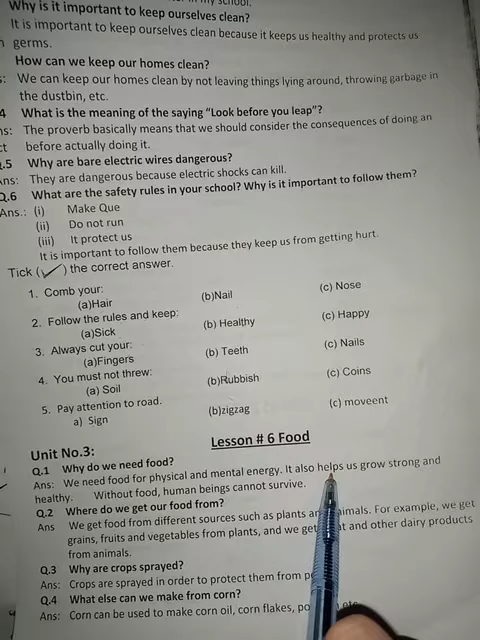 in my school.
Why is it important to keep ourselves clean?
It is important to keep ourselves clean because it keeps us healthy and protects us
germs.
How can we keep our homes clean?
s: We can keep our homes clean by not leaving things lying around, throwing garbage in
the dustbin, etc.
4 What is the meaning of the saying "Look before you leap"?
ns: The proverb basically means that we should consider the consequences of doing an
ct before actually doing it.
.5 Why are bare electric wires dangerous?
Ans: They are dangerous because electric shocks can kill.
Q.6 What are the safety rules in your school? Why is it important to follow them?
Ans.: (i) Make Que
(ii) Do not run
(iii) It protect us
It is important to follow them because they keep us from getting hurt.
Tick (✓) the correct answer.
1. Comb your:
(a)Hair (b)Nail (c) Nose
2. Follow the rules and keep:
(a)Sick (b) Healthy (c) Happy
3. Always cut your:
(a)Fingers (b) Teeth (c) Nails
4. You must not threw:
(a) Soil (b)Rubbish (c) Coins
5. Pay attention to road.
a) Sign (b)zigzag (c) moveent
Lesson # 6 Food
Unit No.3:
Q.1 Why do we need food?
Ans: We need food for physical and mental energy. It also helps us grow strong and
healthy. Without food, human beings cannot survive.
Q.2 Where do we get our food from?
Ans We get food from different sources such as plants an imals. For example, we get
grains, fruits and vegetables from plants, and we get t and other dairy products
from animals.
Q.3 Why are crops sprayed?
Ans: Crops are sprayed in order to protect them from p
Q.4 What else can we make from corn?
Ans: Corn can be used to make corn oil, corn flakes, po etc.